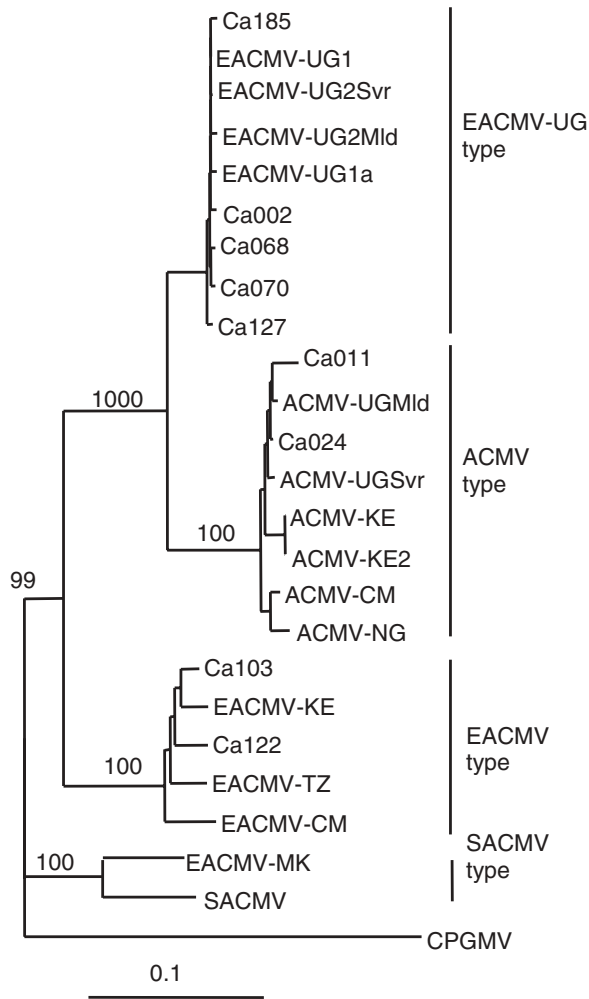 Ca185
EACMV-UG1
EACMV-UG2Svr
EACMV-UG2Mld
EACMV-UG1a
Ca002
Ca068
Ca070
Ca127
EACMV-UG
type
1000
Ca011
ACMV-UGMld
Ca024
ACMV-UGSvr
ACMV-KE
ACMV-KE2
ACMV-CM
ACMV-NG
ACMV
type
100
99
Ca103
EACMV-KE
Ca122
EACMV-TZ
EACMV-CM
EACMV
type
100
EACMV-MK
SACMV
SACMV
type
100
CPGMV
0.1